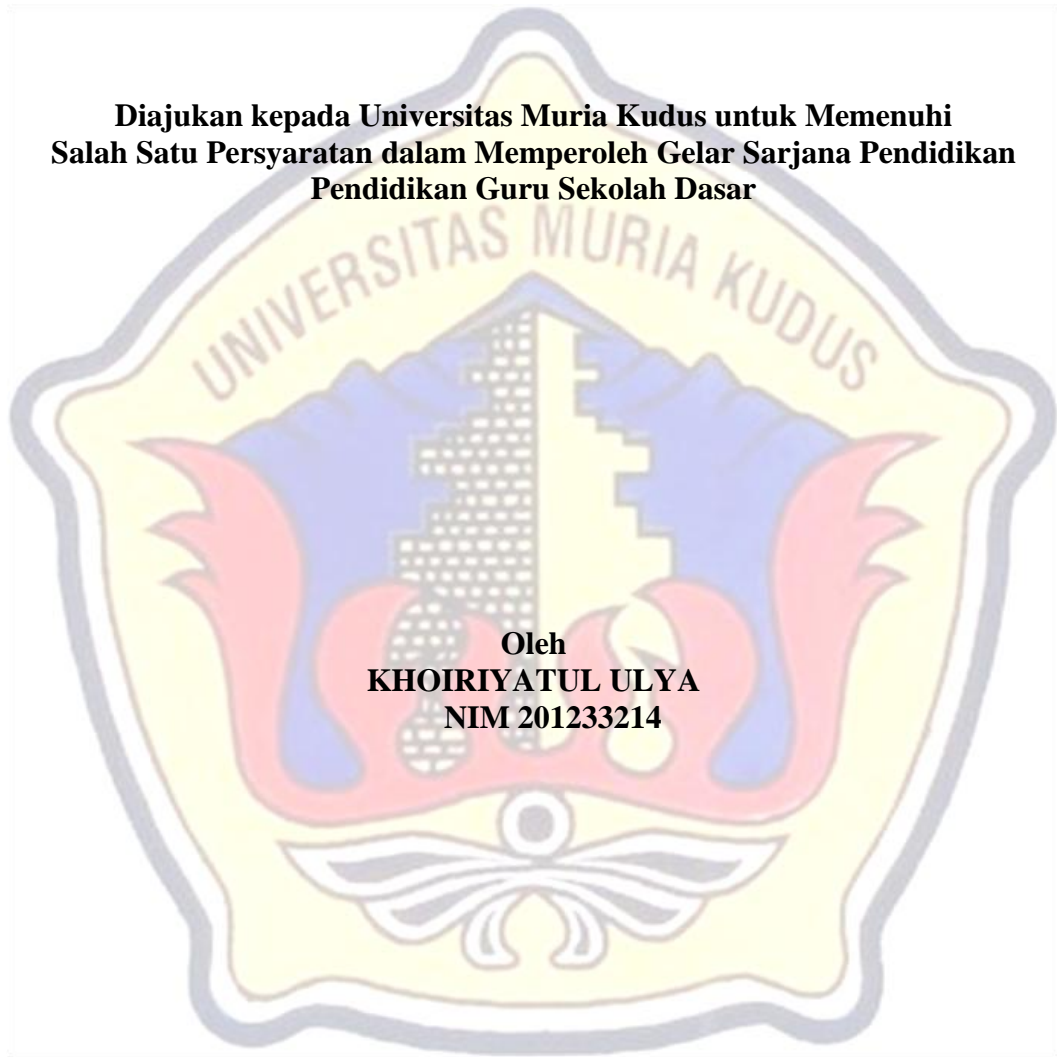 Diajukan kepada Universitas Muria Kudus untuk Memenuhi
Salah Satu Persyaratan dalam Memperoleh Gelar Sarjana Pendidikan
Pendidikan Guru Sekolah Dasar
UNIVERSITAS MURIA KUDUS
Oleh
KHOIRIYATUL ULYA
NIM 201233214